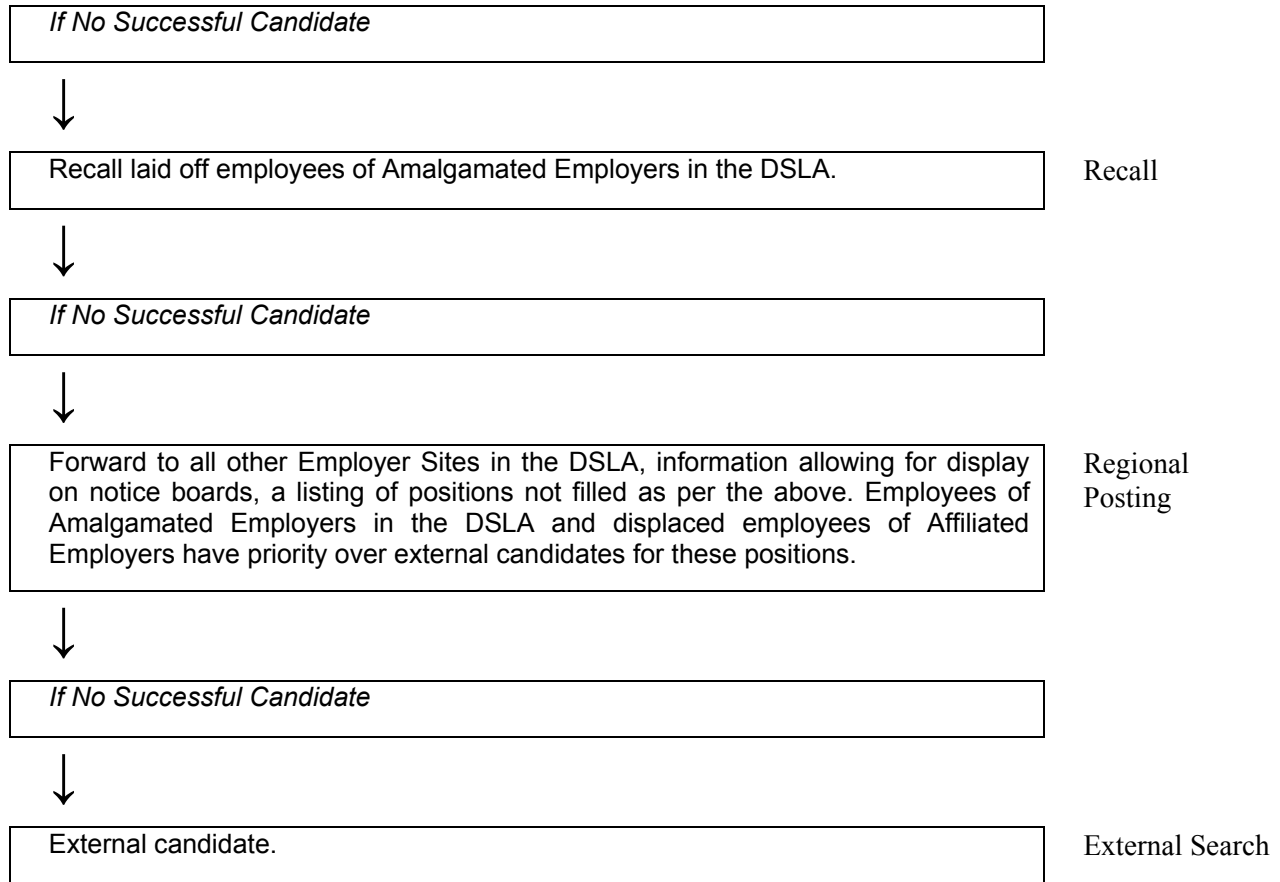 If No Successful Candidate
↓
Recall laid off employees of Amalgamated Employers in the DSLA.
Recall
↓
If No Successful Candidate
↓
Forward to all other Employer Sites in the DSLA, information allowing for display
on notice boards, a listing of positions not filled as per the above. Employees of
Amalgamated Employers in the DSLA and displaced employees of Affiliated
Employers have priority over external candidates for these positions.
Regional
Posting
↓
If No Successful Candidate
↓
External candidate.
External Search